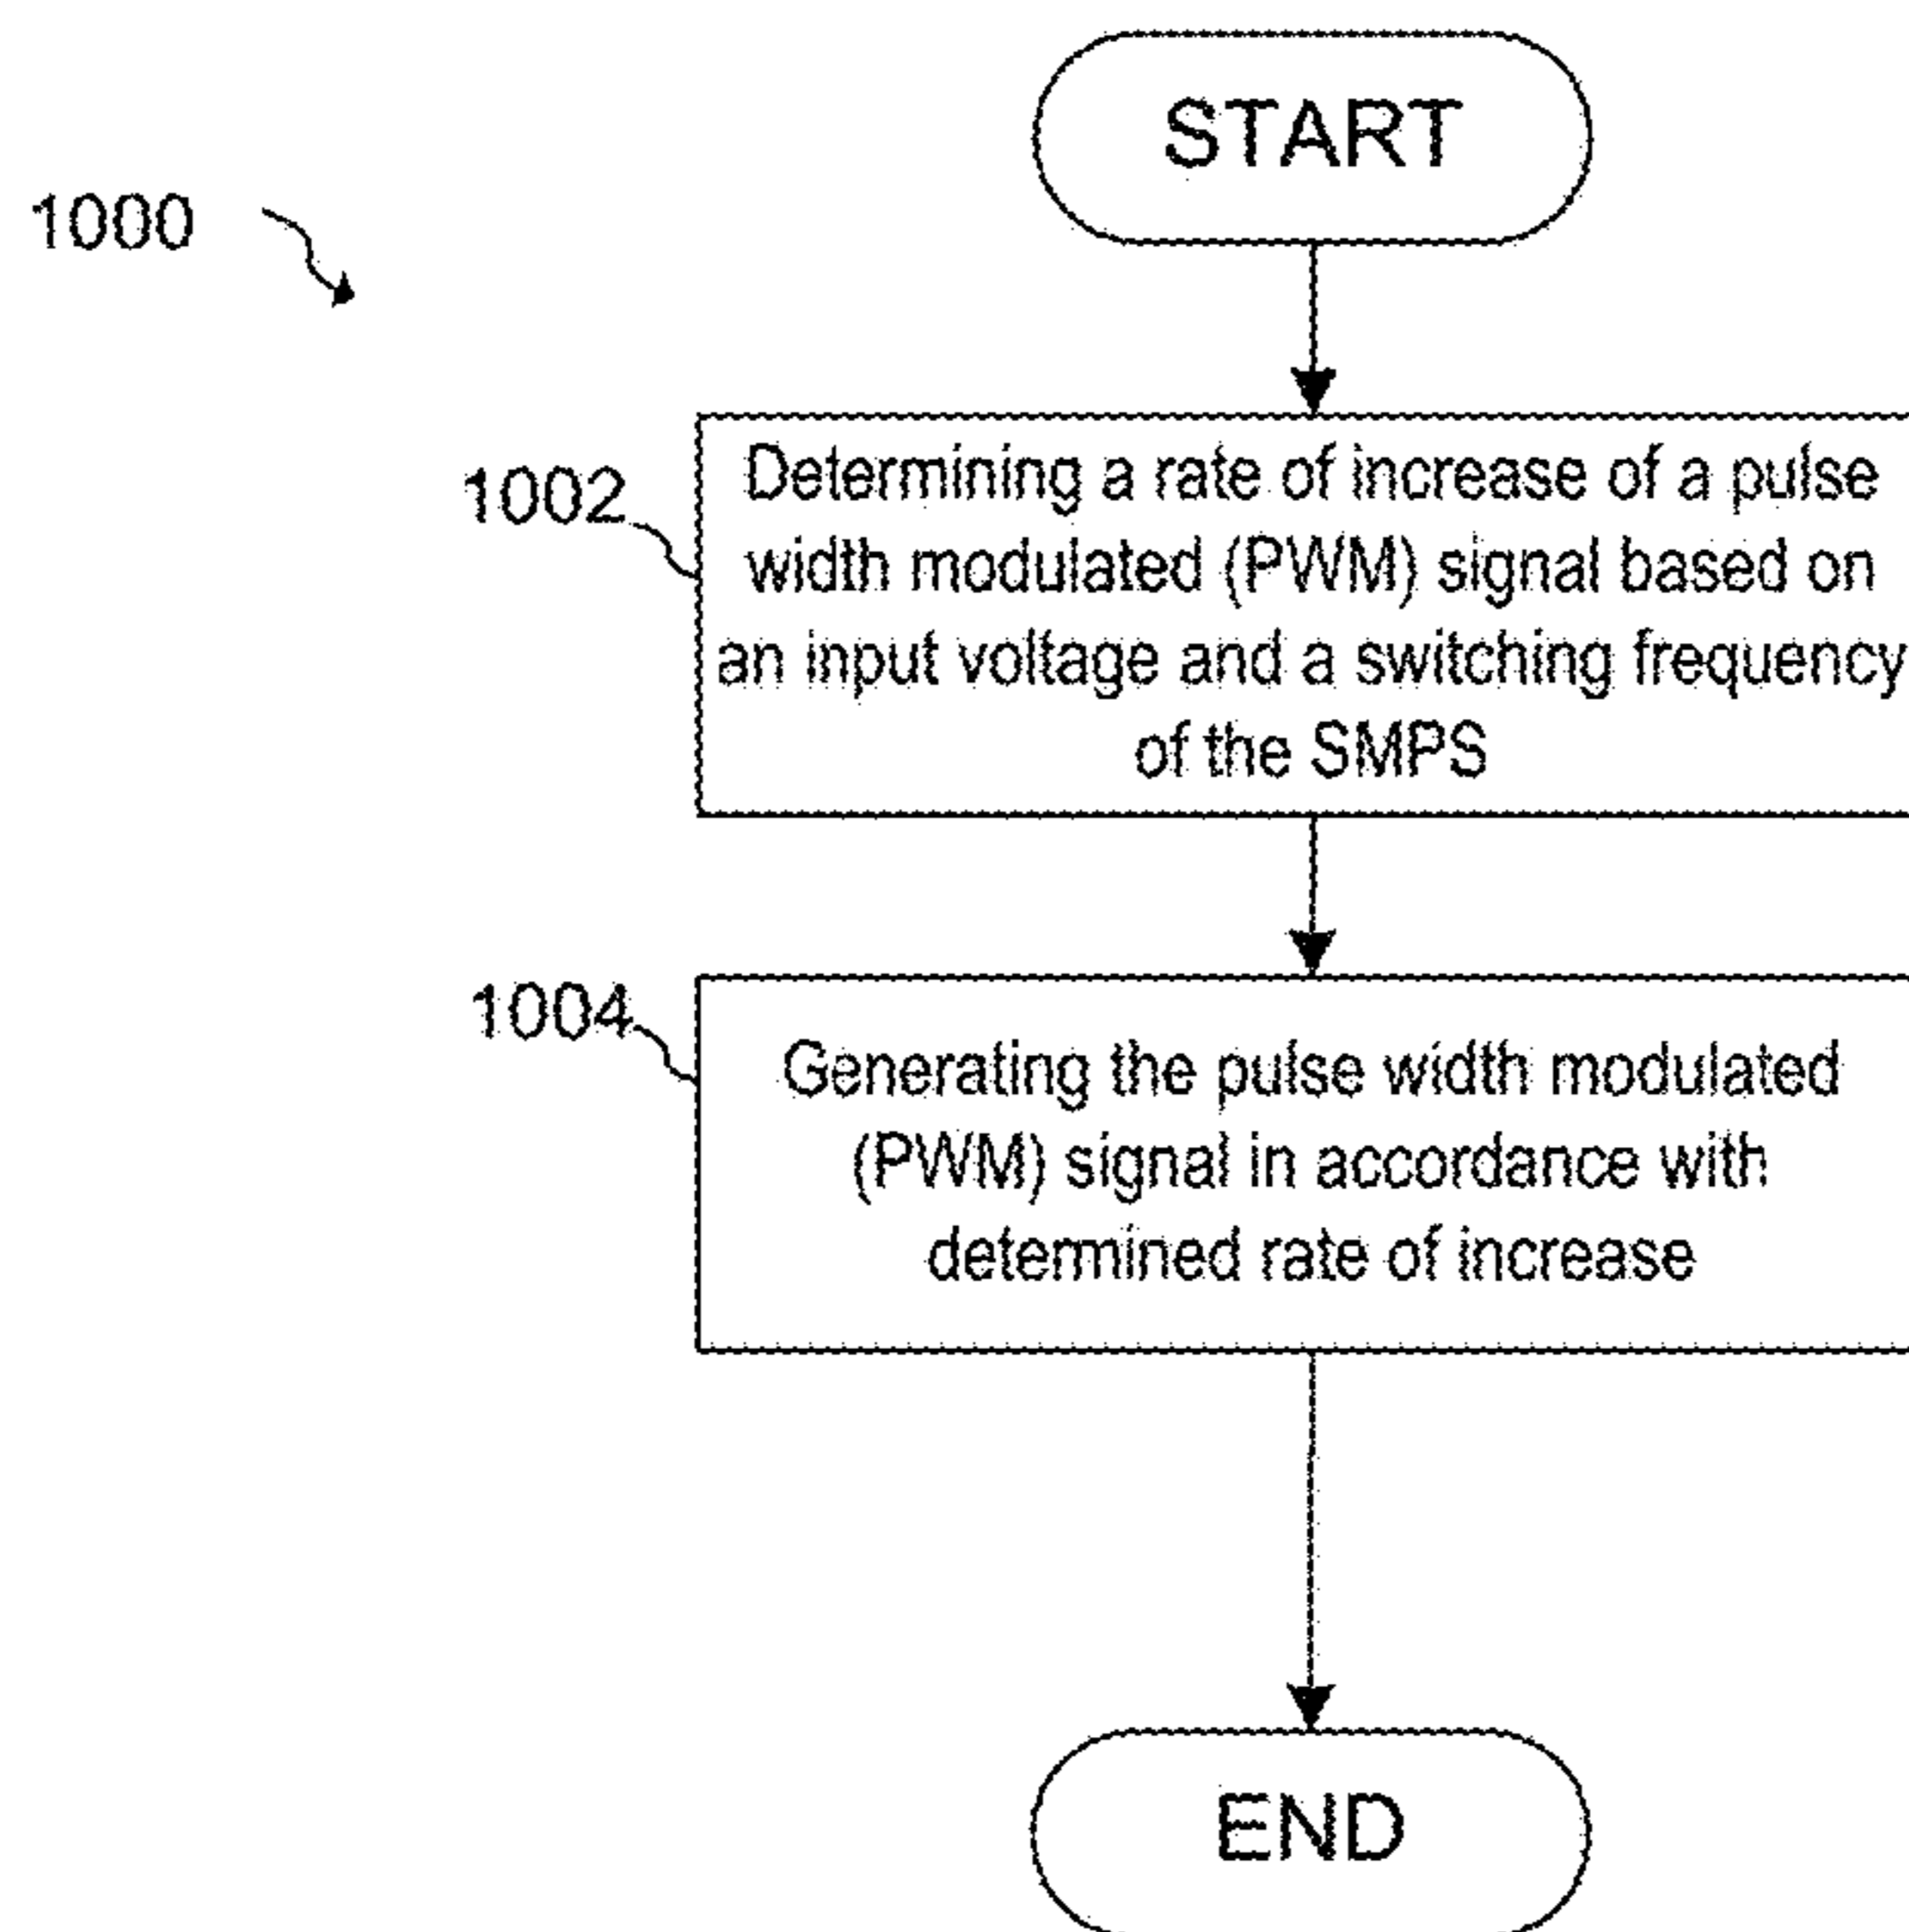 START
1000
1002
Determining a rate of increase of a pulse
width modulated (PWM) signal based on
an input voltage and a switching frequency
of the SMPS
1004
Generating the pulse width modulated
(PWM) signal in accordance with
determined rate of increase
END